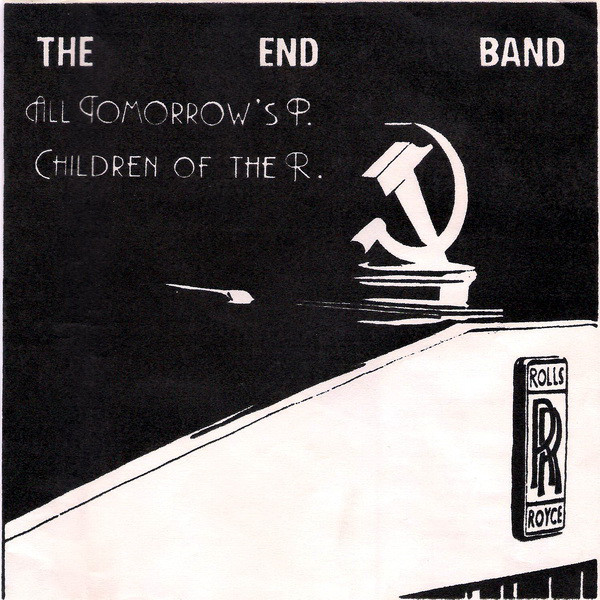 THE END BAND
ALL TOMORROW'S P.
CHILDREN OF THE R.
ROLLS
RR
ROYCE